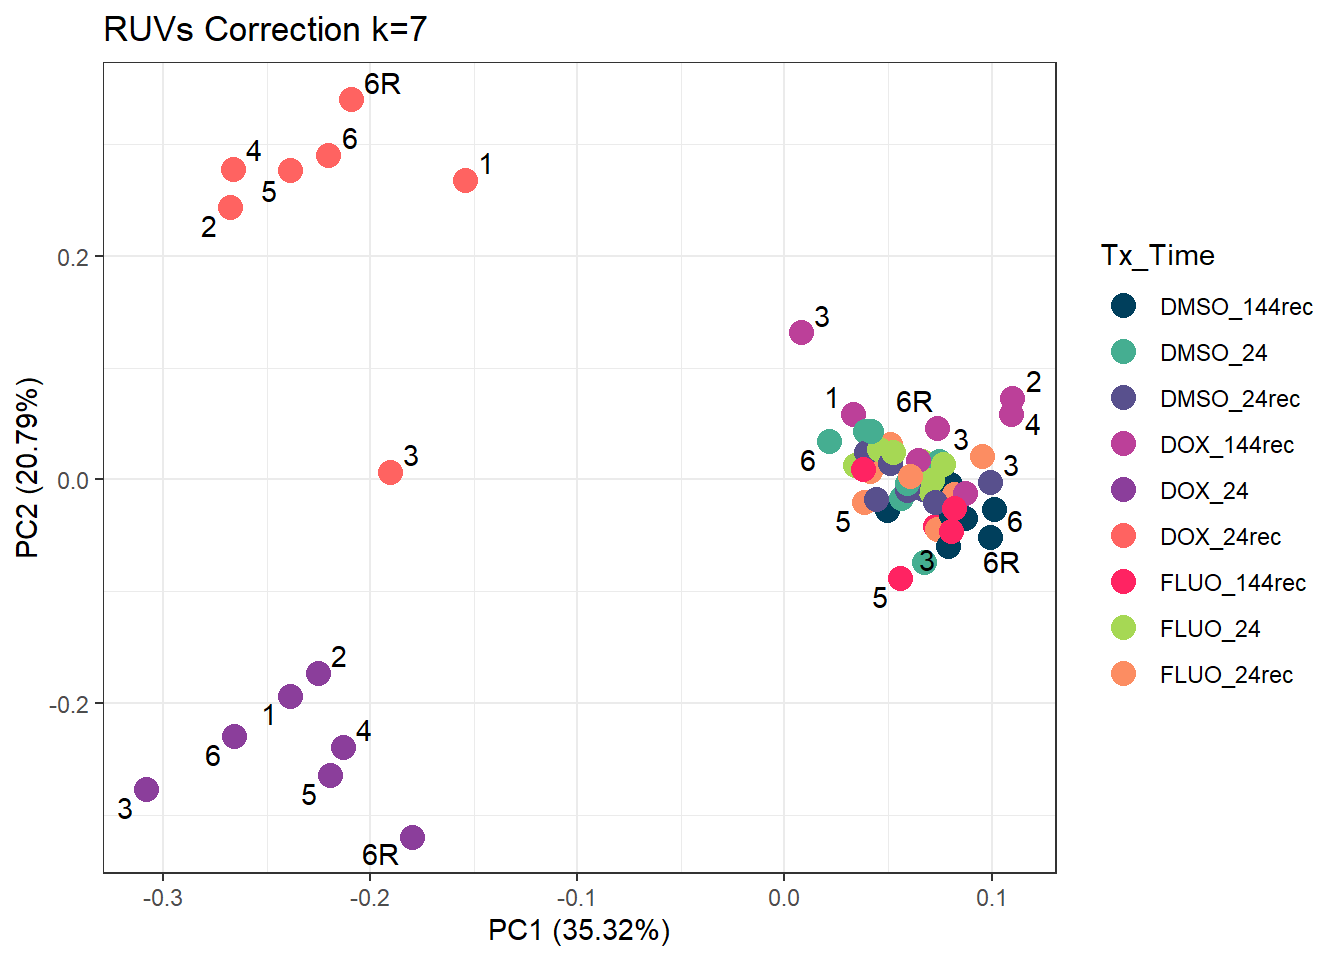 RUVs Correction k=7
6R
6
4
1
5
2
0.2
3
2
1
6R
4
3
3
6
3
0.0
5
6
3
6R
5
2
1
4
6
5
3
6R
-0.2
-0.3
-0.2
-0.1
0.0
0.1
PC1 (35.32%)
PC2 (20.79%)
Tx_Time
DMSO_144rec
DMSO_24
DMSO_24rec
DOX_144rec
DOX_24
DOX_24rec
FLUO_144rec
FLUO_24
FLUO_24rec